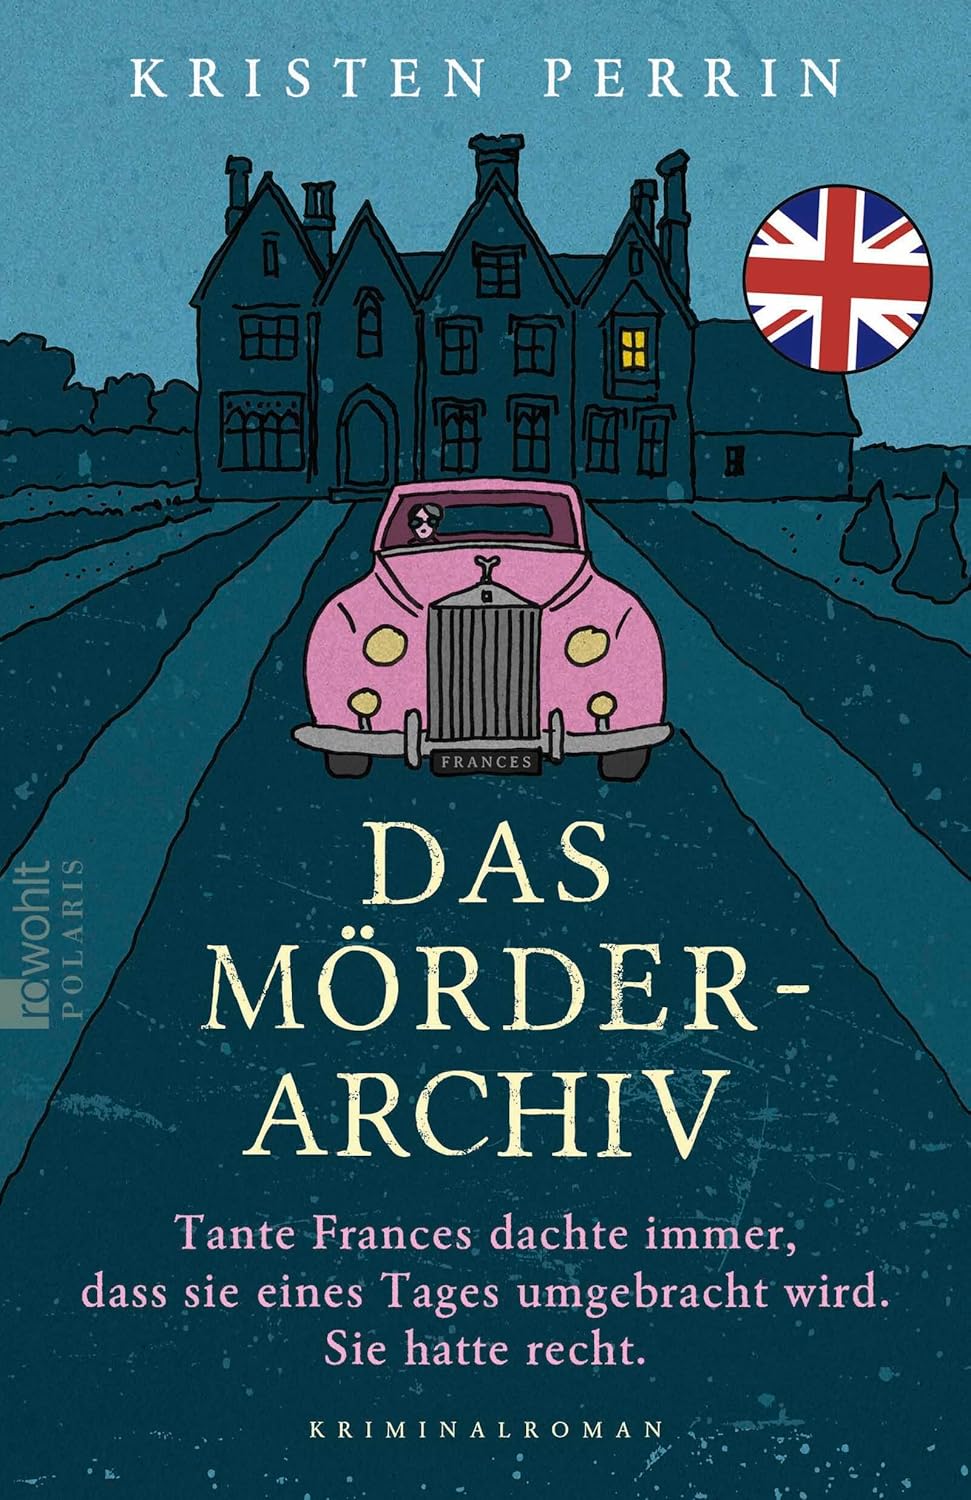 KRISTEN PERRIN
FRANCES
DAS
MÖRDER-
ARCHIV
rowohlt
POLARIS
Tante Frances dachte immer,
dass sie eines Tages umgebracht wird.
Sie hatte recht.
KRIMINALROMAN